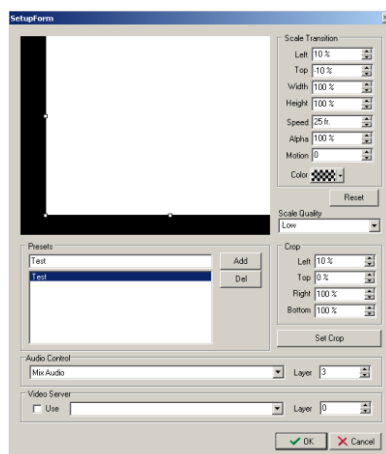 SetupForm
Scale Transition
Left 10 %
Top -10 %
Width 100 %
Height 100 %
Speed 25 fr.
Alpha 100 %
Motion 0
Color
Reset
Scale Quality
Low
Presets
Test
Add
Test
Del
Crop
Left 10 %
Top 0 %
Right 100 %
Bottom 100 %
Set Crop
Audio Control
Mix Audio
Layer 3
Video Server
Use
Layer 0
OK
Cancel